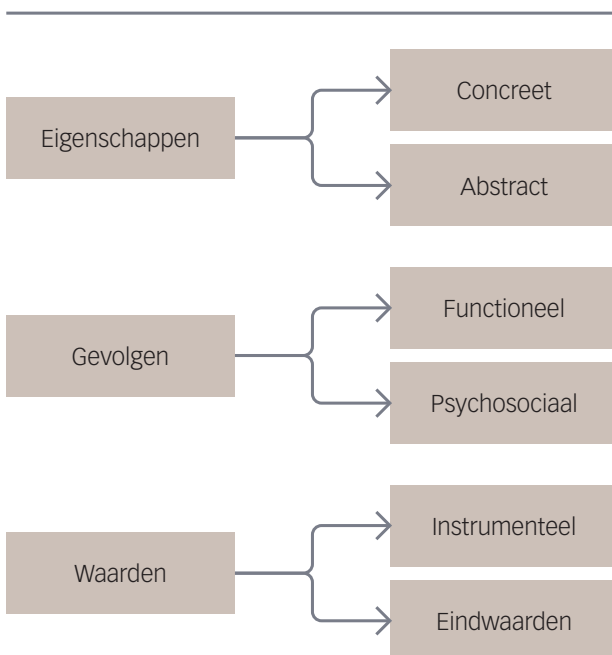 Eigenschappen
Concreet
Abstract
Gevolgen
Functioneel
Psychosociaal
Waarden
Instrumenteel
Eindwaarden